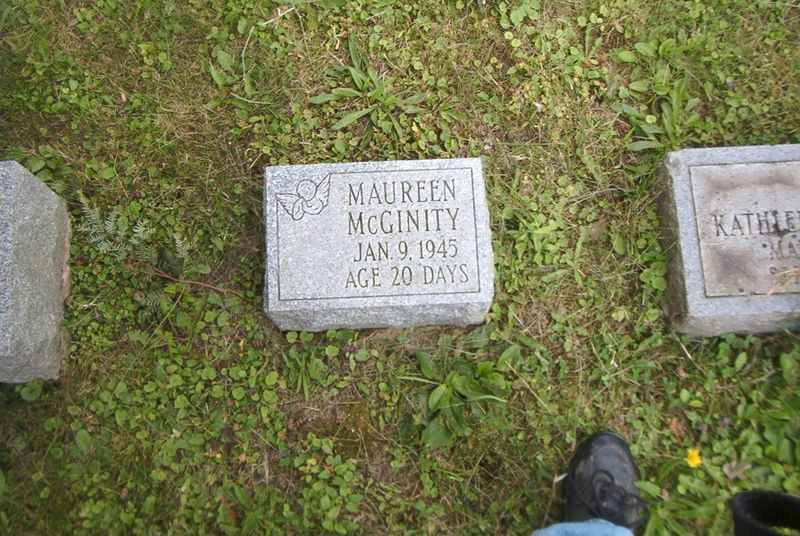 MAUREEN
McGINITY
JAN. 9, 1945
AGE 20 DAYS